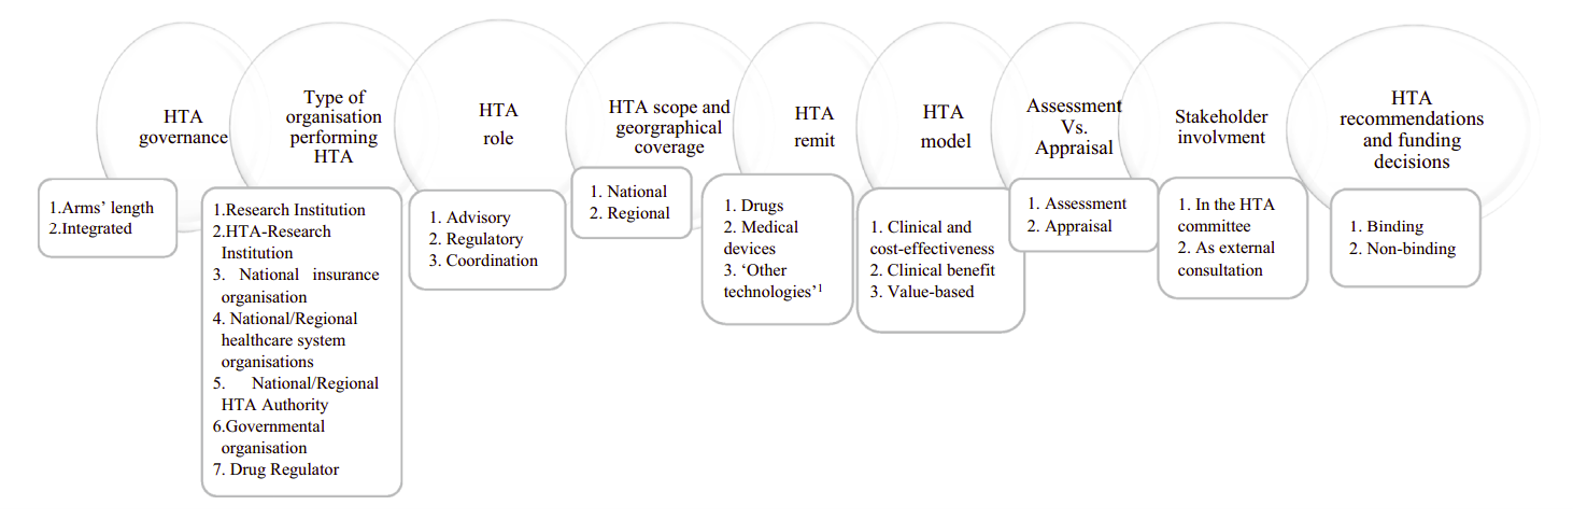 HTA
governance
Type of
organisation
performing
HTA
HTA
role
HTA scope and
georgraphical
coverage
HTA
remit
HTA
model
Assessment
Vs.
Appraisal
Stakeholder
involvment
HTA
recommendations
and funding
decisions
1.Arms’ length
2.Integrated
1.Research Institution
2.HTA-Research
Institution
3. National insurance
organisation
4. National/Regional
healthcare system
organisations
5. National/Regional
HTA Authority
6.Governmental
organisation
7. Drug Regulator
1. Advisory
2. Regulatory
3. Coordination
1. National
2. Regional
1. Drugs
2. Medical
devices
3. ‘Other
technologies’¹
1. Clinical and
cost-effectiveness
2. Clinical benefit
3. Value-based
1. Assessment
2. Appraisal
1. In the HTA
committee
2. As external
consultation
1. Binding
2. Non-binding